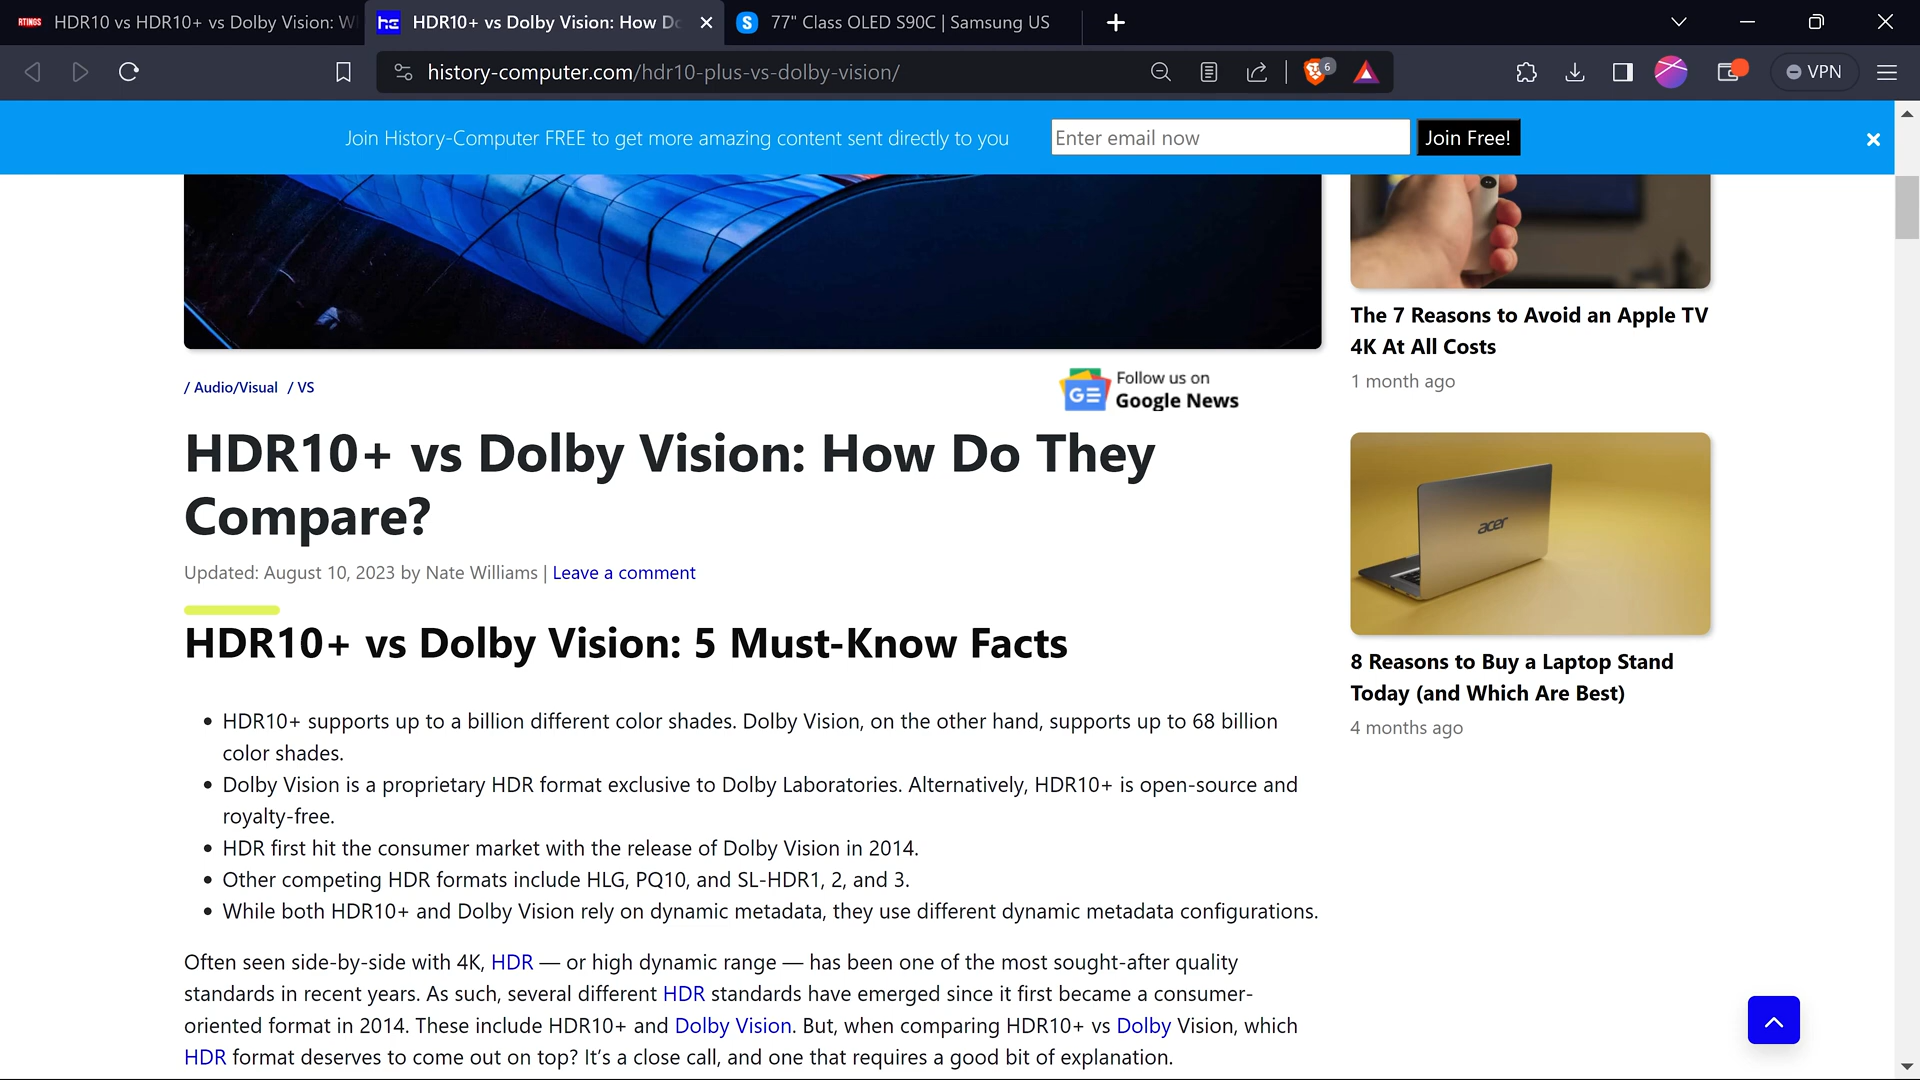 RTINGS HDR10 vs HDR10+ vs Dolby Vision: W
HDR10+ vs Dolby Vision: How Do
77" Class OLED S90C | Samsung US
history-computer.com/hdr10-plus-vs-dolby-vision/
6
VPN
Join History-Computer FREE to get more amazing content sent directly to you
Enter email now
Join Free!
/ Audio/Visual / VS
Follow us on
Google News
HDR10+ vs Dolby Vision: How Do They
Compare?
Updated: August 10, 2023 by Nate Williams | Leave a comment
HDR10+ vs Dolby Vision: 5 Must-Know Facts
HDR10+ supports up to a billion different color shades. Dolby Vision, on the other hand, supports up to 68 billion
color shades.
Dolby Vision is a proprietary HDR format exclusive to Dolby Laboratories. Alternatively, HDR10+ is open-source and
royalty-free.
HDR first hit the consumer market with the release of Dolby Vision in 2014.
Other competing HDR formats include HLG, PQ10, and SL-HDR1, 2, and 3.
While both HDR10+ and Dolby Vision rely on dynamic metadata, they use different dynamic metadata configurations.
Often seen side-by-side with 4K, HDR — or high dynamic range — has been one of the most sought-after quality
standards in recent years. As such, several different HDR standards have emerged since it first became a consumer-
oriented format in 2014. These include HDR10+ and Dolby Vision. But, when comparing HDR10+ vs Dolby Vision, which
HDR format deserves to come out on top? It's a close call, and one that requires a good bit of explanation.
The 7 Reasons to Avoid an Apple TV
4K At All Costs
1 month ago
acer
8 Reasons to Buy a Laptop Stand
Today (and Which Are Best)
4 months ago